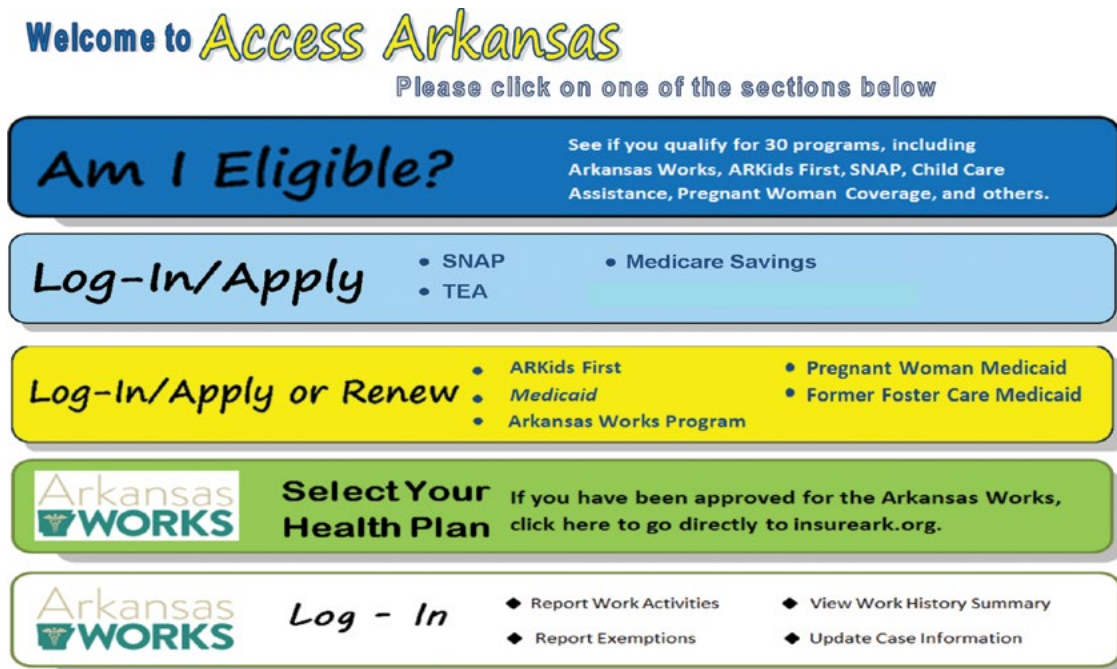 Welcome to Access Arkansas
Please click on one of the sections below
Am I Eligible?
See if you qualify for 30 programs, including
Arkansas Works, ARKids First, SNAP, Child Care
Assistance, Pregnant Woman Coverage, and others.
Log-In/Apply
• SNAP
• TEA
• Medicare Savings
Log-In/Apply or Renew
• ARKids First
• Medicaid
• Arkansas Works Program
• Pregnant Woman Medicaid
• Former Foster Care Medicaid
Arkansas
WORKS
Select Your
Health Plan
If you have been approved for the Arkansas Works,
click here to go directly to insureark.org.
Arkansas
WORKS
Log - In
◆ Report Work Activities
◆ Report Exemptions
◆ View Work History Summary
◆ Update Case Information